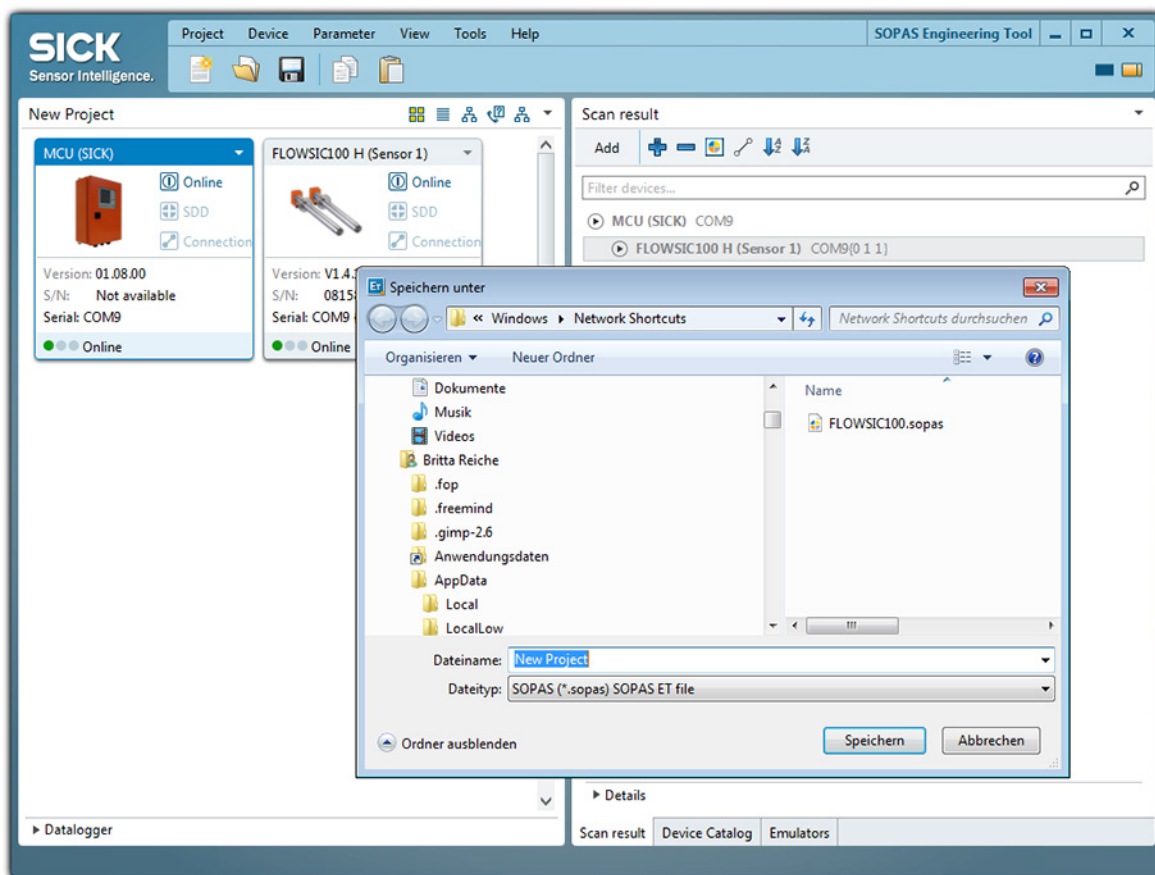 SICK
Sensor Intelligence.
Project Device Parameter View Tools Help
SOPAS Engineering Tool
New Project
MCU (SICK)
Online
SDD
Connection
Version: 01.08.00
S/N: Not available
Serial: COM9
Online
FLOWSIC100 H (Sensor 1)
Online
SDD
Connection
Version: V1.4.
S/N: 0815
Serial: COM9
Online
Datalogger
Scan result
Add
Filter devices...
MCU (SICK) COM9
FLOWSIC100 H (Sensor 1) COM9{0 1 1}
Speichern unter
« Windows Network Shortcuts
Network Shortcuts durchsuchen
Organisieren Neuer Ordner
Dokumente
Musik
Videos
Britta Reiche
.fop
.freemind
.gimp-2.6
Anwendungsdaten
AppData
Local
LocalLow
Name
FLOWSIC100.sopas
Dateiname: New Project
Dateityp: SOPAS (*.sopas) SOPAS ET file
Ordner ausblenden
Speichern Abbrechen
Details
Scan result Device Catalog Emulators